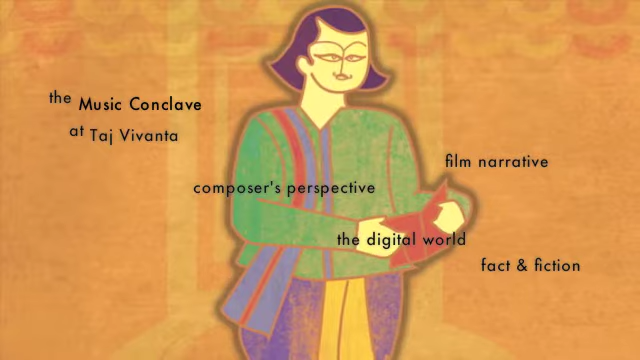 the Music Conclave
at Taj Vivanta
film narrative
composer's perspective
the digital world
fact & fiction